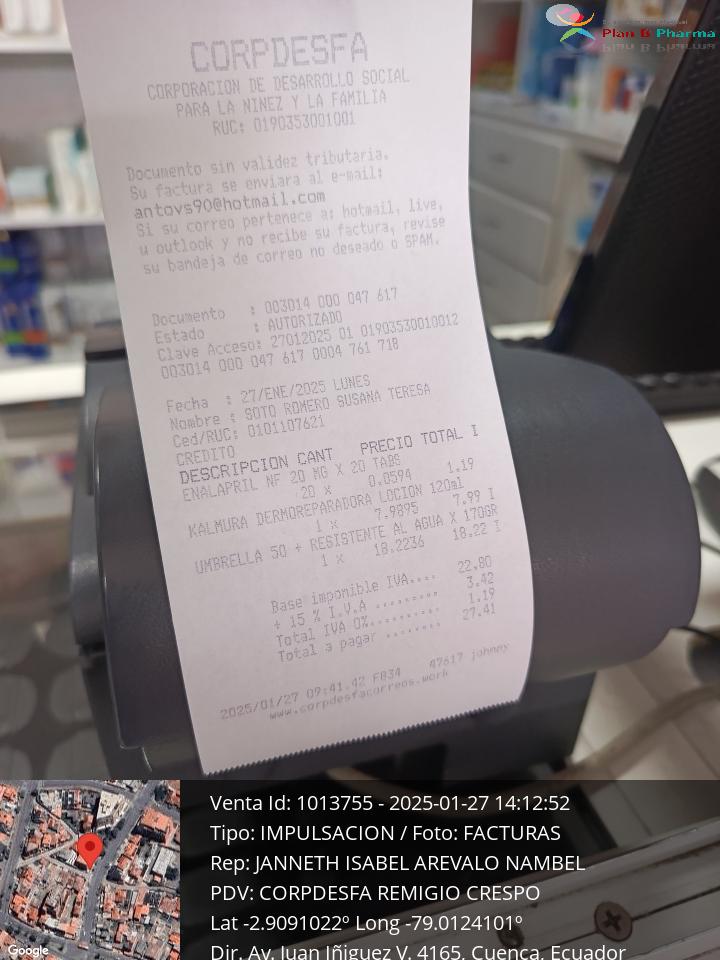 Plan B Pharma
CORPDESFA
CORPORACION DE DESARROLLO SOCIAL
PARA LA NINEZ Y LA FAMILIA
RUC: 0190353001001
Documento sin validez tributaria.
Su factura se enviara al e-mail:
antovs90@hotmail.com
Si su correo pertenece a: hotmail, live,
u outlook y no recibe su factura, revise
su bandeja de correo no deseado o SPAM.
Documento : 003014 000 047 617
Estado : AUTORIZADO
Clave Acceso: 27012025 01 01903530010012
003014 000 047 617 0004 761 718
Fecha : 27/ENE/2025 LUNES
Nombre : SOTO ROMERO SUSANA TERESA
Ced/RUC: 0101107621
CREDITO
DESCRIPCION CANT PRECIO TOTAL I
ENALAPRIL NF 20 MG X 20 TABS
20 x 0.0594 1.19
KALMURA DERMOREPARADORA LOCION 120ml
1 x 7.9895 7.99 I
UMBRELLA 50 + RESISTENTE AL AGUA X 170GR
1 x 18.2236 18.22 I
Base imponible IVA.... 22.80
+ 15 % I.V.A ......... 3.42
Total IVA 0%.......... 1.19
Total a pagar ........ 27.41
2025/01/27 09:41.42 F834 47617 johnny
www.corpdesfacorreos.work
Venta Id: 1013755 - 2025-01-27 14:12:52
Tipo: IMPULSACION / Foto: FACTURAS
Rep: JANNETH ISABEL AREVALO NAMBEL
PDV: CORPDESFA REMIGIO CRESPO
Lat -2.9091022º Long -79.0124101º
Dir. Av. Juan Iñiguez V. 4165, Cuenca, Ecuador
Google